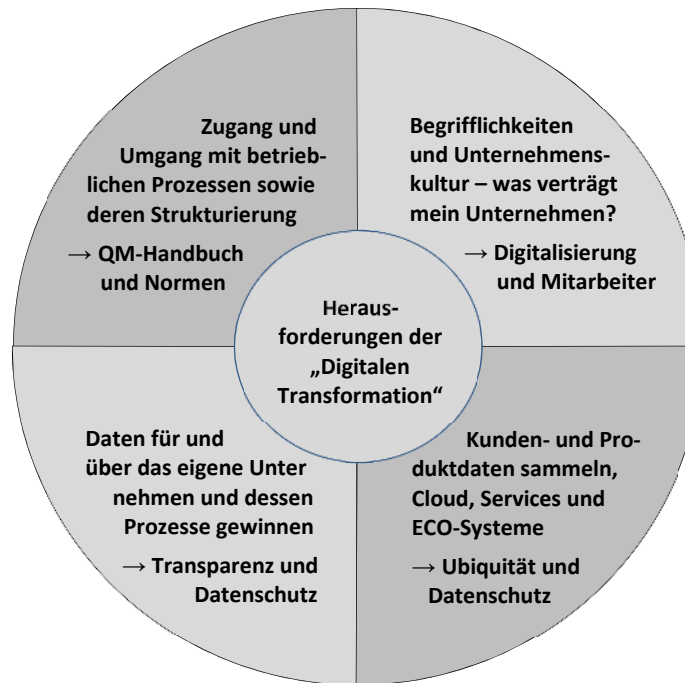 Zugang und
Umgang mit betrieb-
lichen Prozessen sowie
deren Strukturierung
→ QM-Handbuch
und Normen
Begrifflichkeiten
und Unternehmens-
kultur – was verträgt
mein Unternehmen?
→ Digitalisierung
und Mitarbeiter
Heraus-
forderungen der
„Digitalen
Transformation“
Daten für und
über das eigene Unter
nehmen und dessen
Prozesse gewinnen
→ Transparenz und
Datenschutz
Kunden- und Pro-
duktdaten sammeln,
Cloud, Services und
ECO-Systeme
→ Ubiquität und
Datenschutz